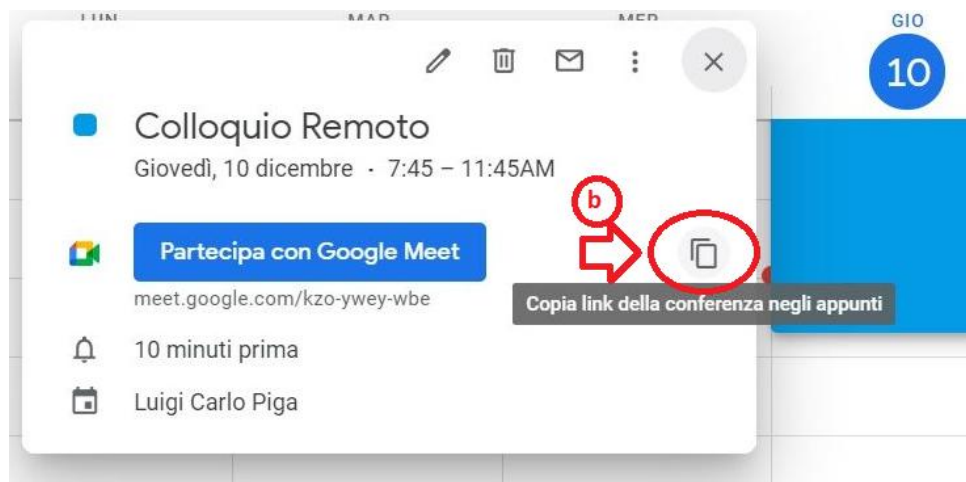 LUN MAR MER GIO
10
Colloquio Remoto
Giovedì, 10 dicembre · 7:45 – 11:45AM
b
Partecipa con Google Meet
meet.google.com/kzo-ywey-wbe
Copia link della conferenza negli appunti
10 minuti prima
Luigi Carlo Piga